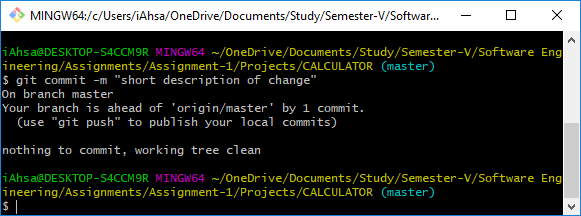 MINGW64:/c/Users/iAhsa/OneDrive/Documents/Study/Semester-V/Softwar...
iAhsa@DESKTOP-S4CCM9R MINGW64 ~/OneDrive/Documents/Study/Semester-V/Software Eng
ineering/Assignments/Assignment-1/Projects/CALCULATOR (master)
$ git commit -m "short description of change"
On branch master
Your branch is ahead of 'origin/master' by 1 commit.
  (use "git push" to publish your local commits)
nothing to commit, working tree clean
iAhsa@DESKTOP-S4CCM9R MINGW64 ~/OneDrive/Documents/Study/Semester-V/Software Eng
ineering/Assignments/Assignment-1/Projects/CALCULATOR (master)
$